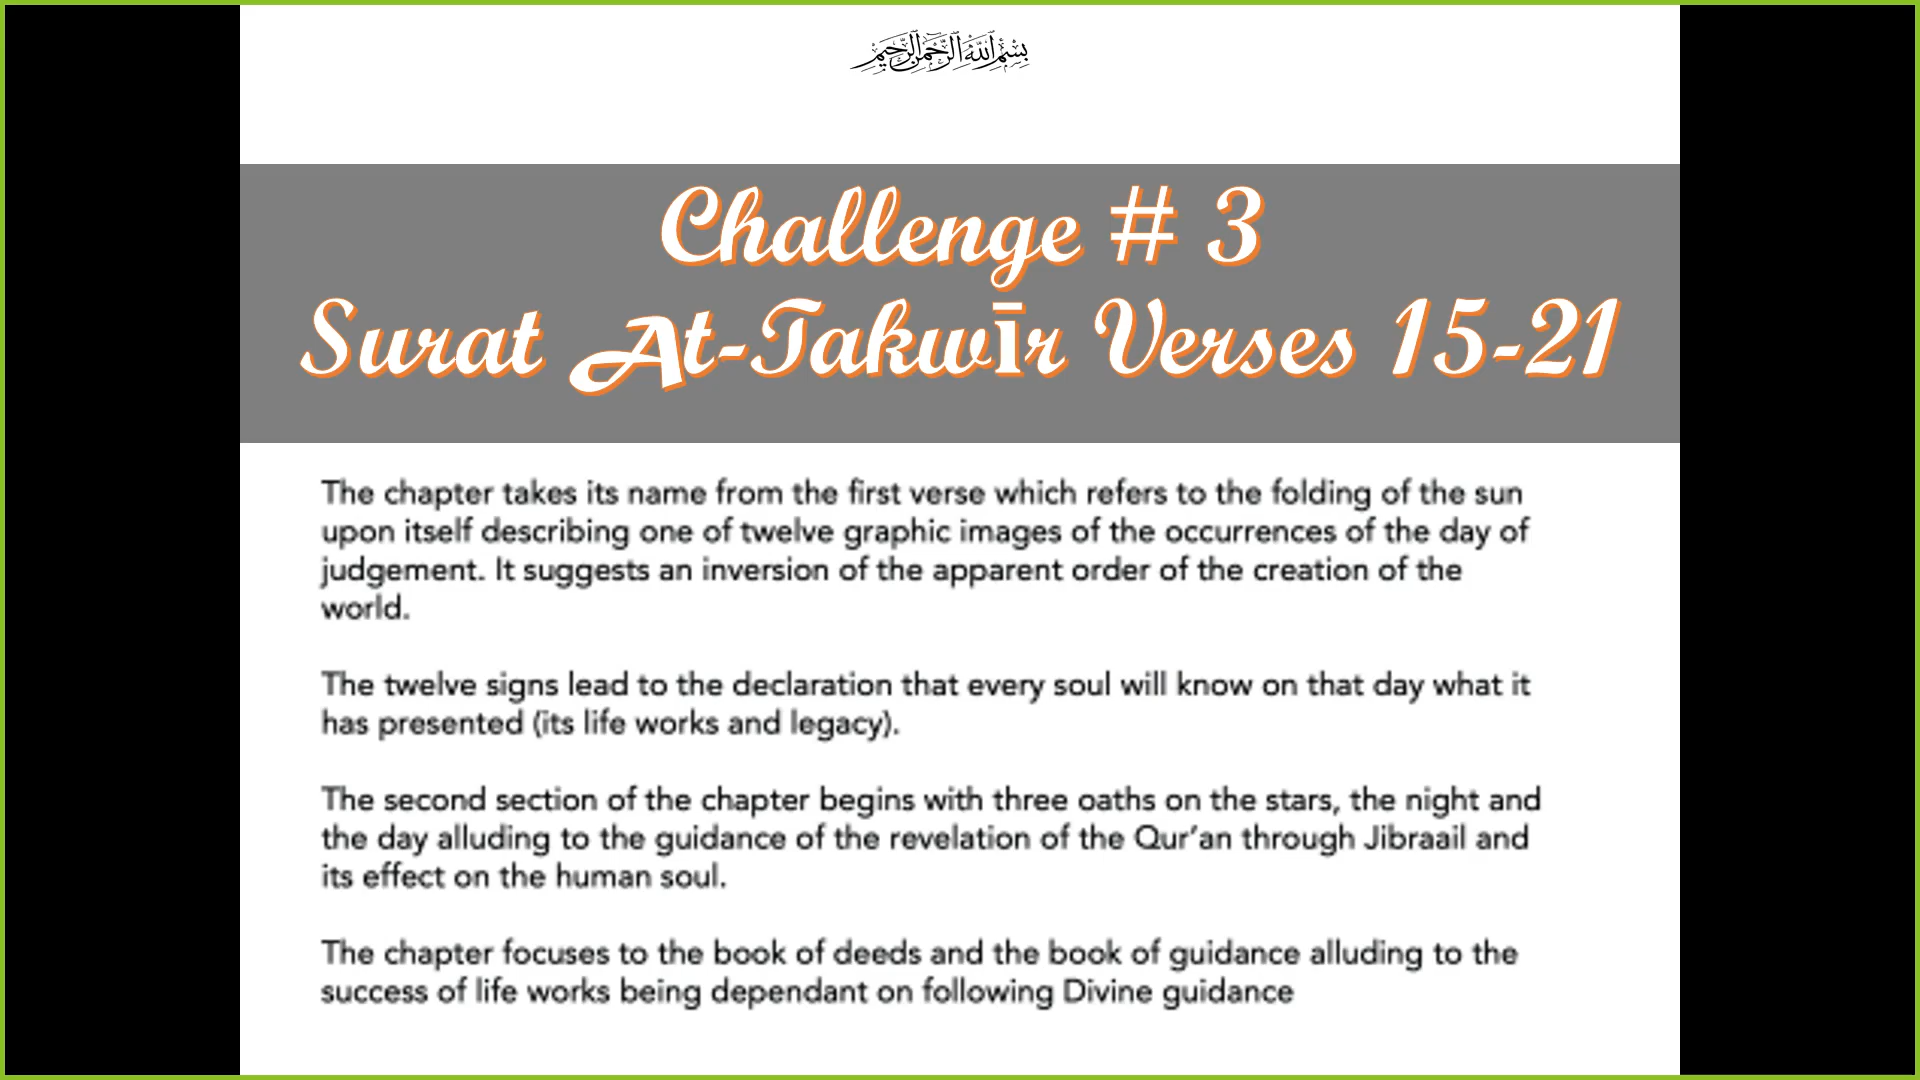 بسم الله الرحمن الرحيم
Challenge # 3
Surat At-Takwīr Verses 15-21
The chapter takes its name from the first verse which refers to the folding of the sun
upon itself describing one of twelve graphic images of the occurrences of the day of
judgement. It suggests an inversion of the apparent order of the creation of the
world.
The twelve signs lead to the declaration that every soul will know on that day what it
has presented (its life works and legacy).
The second section of the chapter begins with three oaths on the stars, the night and
the day alluding to the guidance of the revelation of the Qur’an through Jibraail and
its effect on the human soul.
The chapter focuses to the book of deeds and the book of guidance alluding to the
success of life works being dependant on following Divine guidance